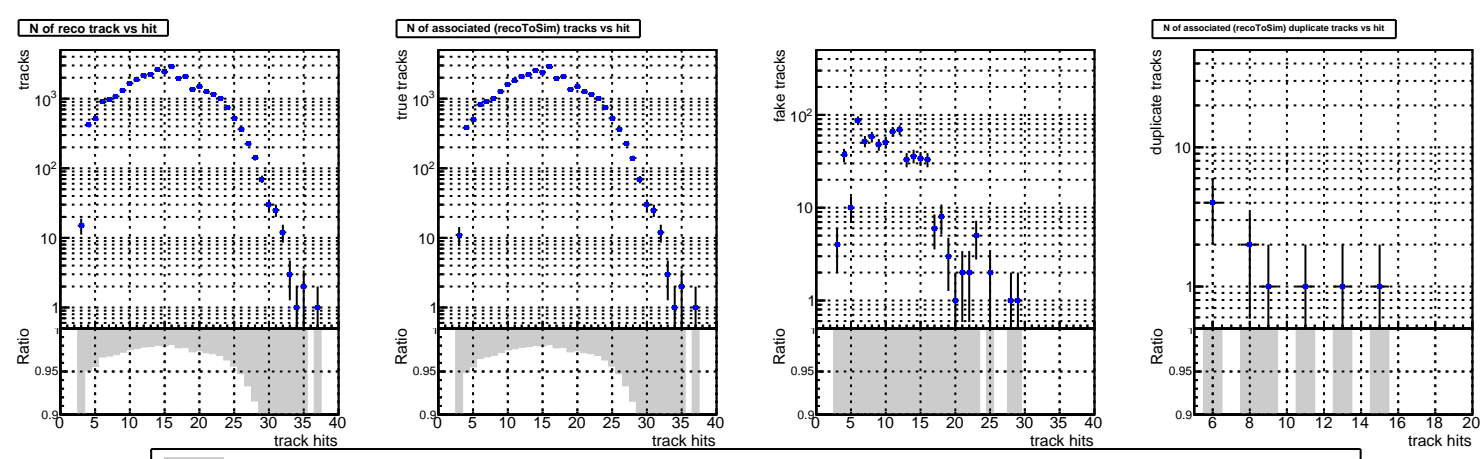 N of reco track vs hit
tracks
10³
10²
10
1
Ratio
1
0.95
0.9
0 5 10 15 20 25 30 35 40
track hits
N of associated (recoToSim) tracks vs hit
true tracks
10³
10²
10
1
Ratio
1
0.95
0.9
0 5 10 15 20 25 30 35 40
track hits
fake tracks
10²
10
1
Ratio
1
0.95
0.9
0 5 10 15 20 25 30 35 40
track hits
N of associated (recoToSim) duplicate tracks vs hit
duplicate tracks
10
1
Ratio
1
0.95
0.9
6 8 10 12 14 16 18 20
track hits